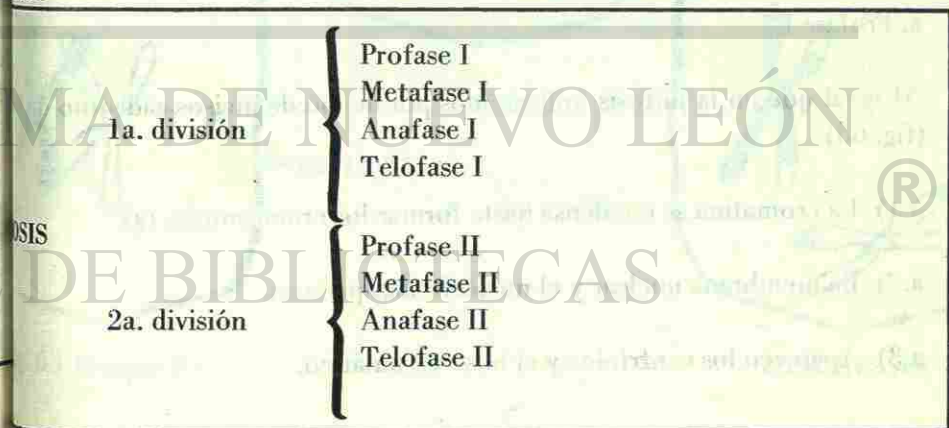 Profase I
Metafase I
1a. división
Anafase I
Telofase I
MA DE NUEVO LEÓN
®
OSIS
Profase II
DE BIBLIOTECAS
Metafase II
2a. división
Anafase II
Telofase II